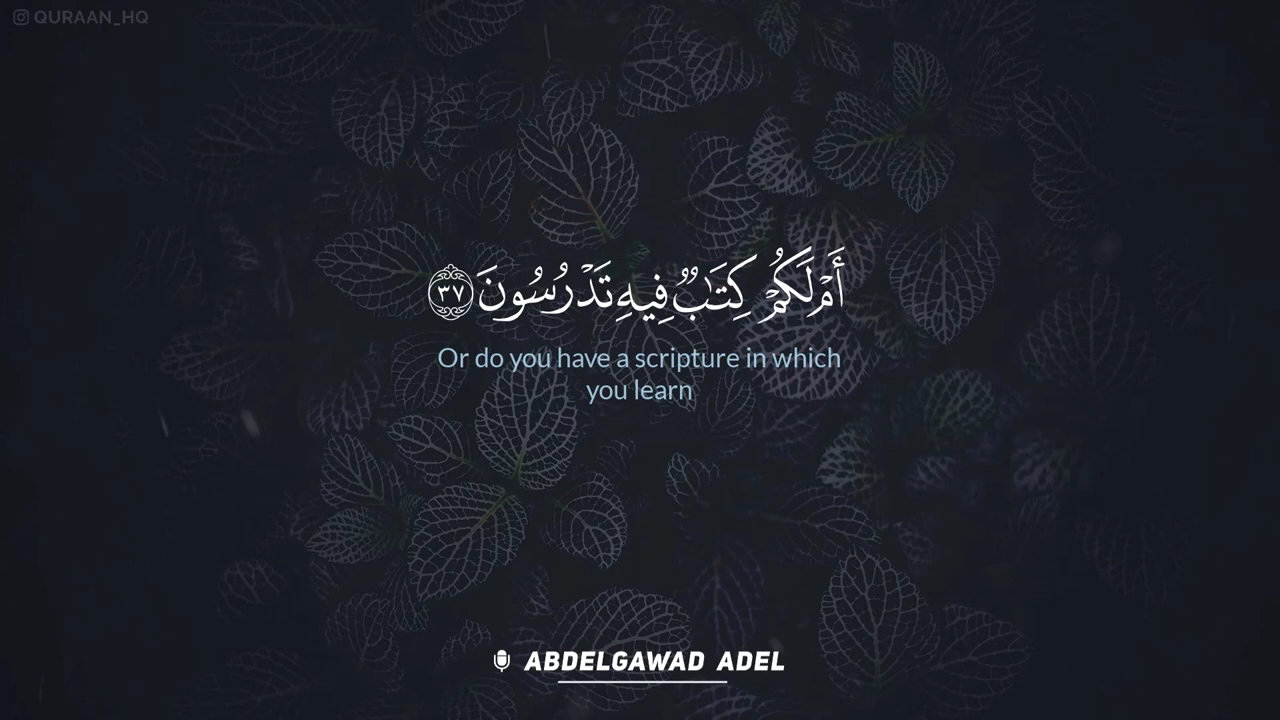 QURAAN_HQ
أَمْ لَكُمْ كِتَـٰبٌ فِيهِ تَدْرُسُونَ ٣٧
Or do you have a scripture in which
you learn
ABDELGAWAD ADEL